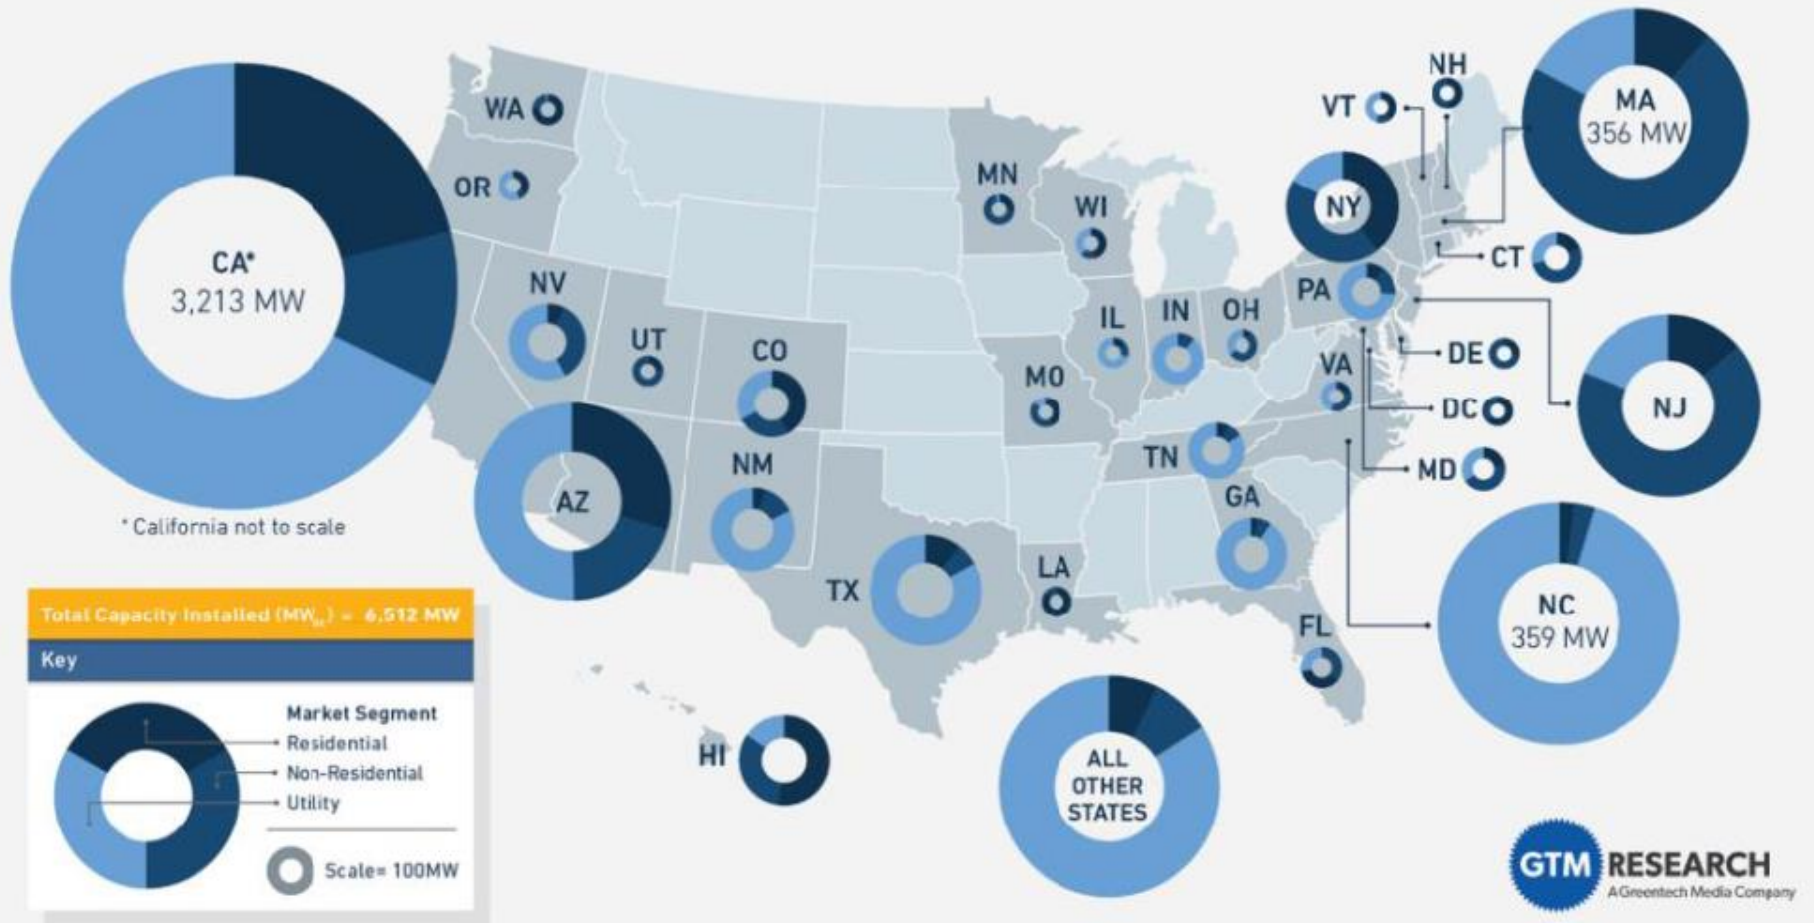 CA*
3,213 MW
* California not to scale
WA
OR
NV
UT
CO
AZ
NM
TX
MN
WI
IL
IN
OH
MO
TN
GA
LA
FL
HI
VT
NH
MA
356 MW
NY
CT
PA
DE
VA
DC
MD
NJ
NC
359 MW
ALL
OTHER
STATES
Total Capacity Installed (MWdc) = 6,512 MW
Key
Market Segment
Residential
Non-Residential
Utility
Scale= 100MW
GTM RESEARCH
A Greentech Media Company